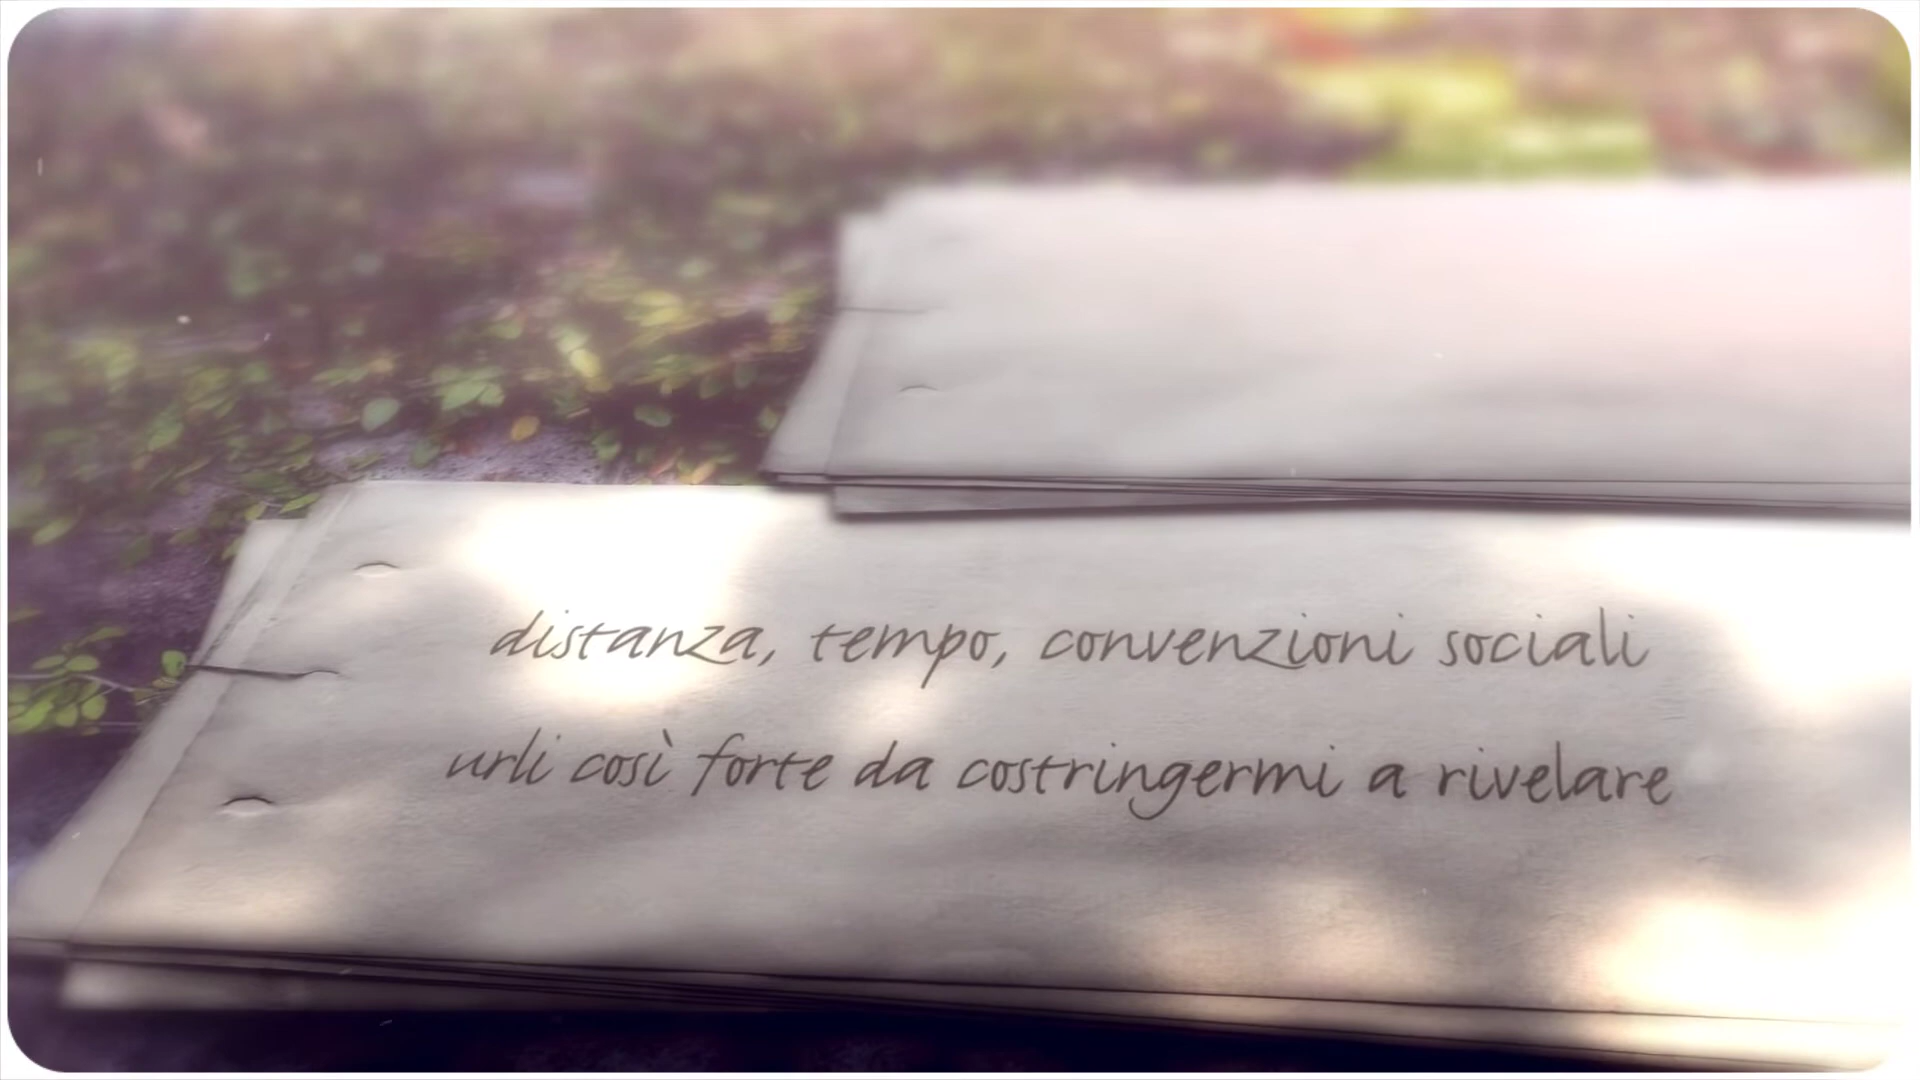 distanza, tempo, convenzioni sociali
urli così forte da costringermi a rivelare